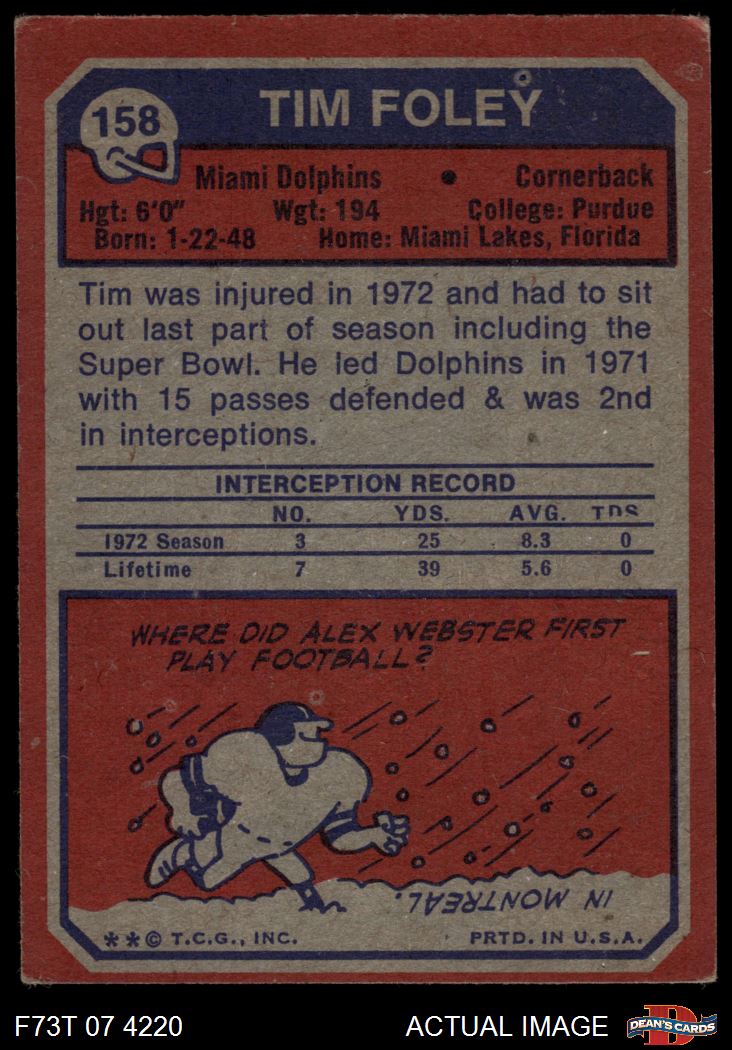 158
TIM FOLEY
Miami Dolphins • Cornerback
Hgt: 6'0" Wgt: 194 College: Purdue
Born: 1-22-48 Home: Miami Lakes, Florida
Tim was injured in 1972 and had to sit
out last part of season including the
Super Bowl. He led Dolphins in 1971
with 15 passes defended & was 2nd
in interceptions.
INTERCEPTION RECORD
NO. YDS. AVG. TDS
1972 Season 3 25 8.3 0
Lifetime 7 39 5.6 0
WHERE DID ALEX WEBSTER FIRST
PLAY FOOTBALL?
IN MONTREAL.
**© T.C.G., INC. PRTD. IN U.S.A.
F73T 07 4220 ACTUAL IMAGE DEAN'S CARDS